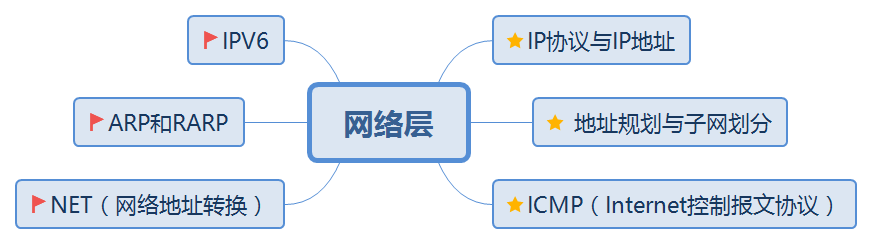 IPV6
IP协议与IP地址
ARP和RARP
网络层
地址规划与子网划分
NET（网络地址转换）
ICMP（Internet控制报文协议）